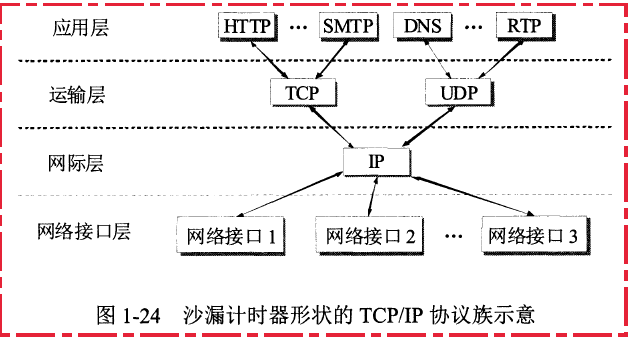 应用层 HTTP … SMTP DNS … RTP
运输层 TCP UDP
网际层 IP
网络接口层 网络接口 1 网络接口 2 … 网络接口 3
图 1-24 沙漏计时器形状的 TCP/IP 协议族示意